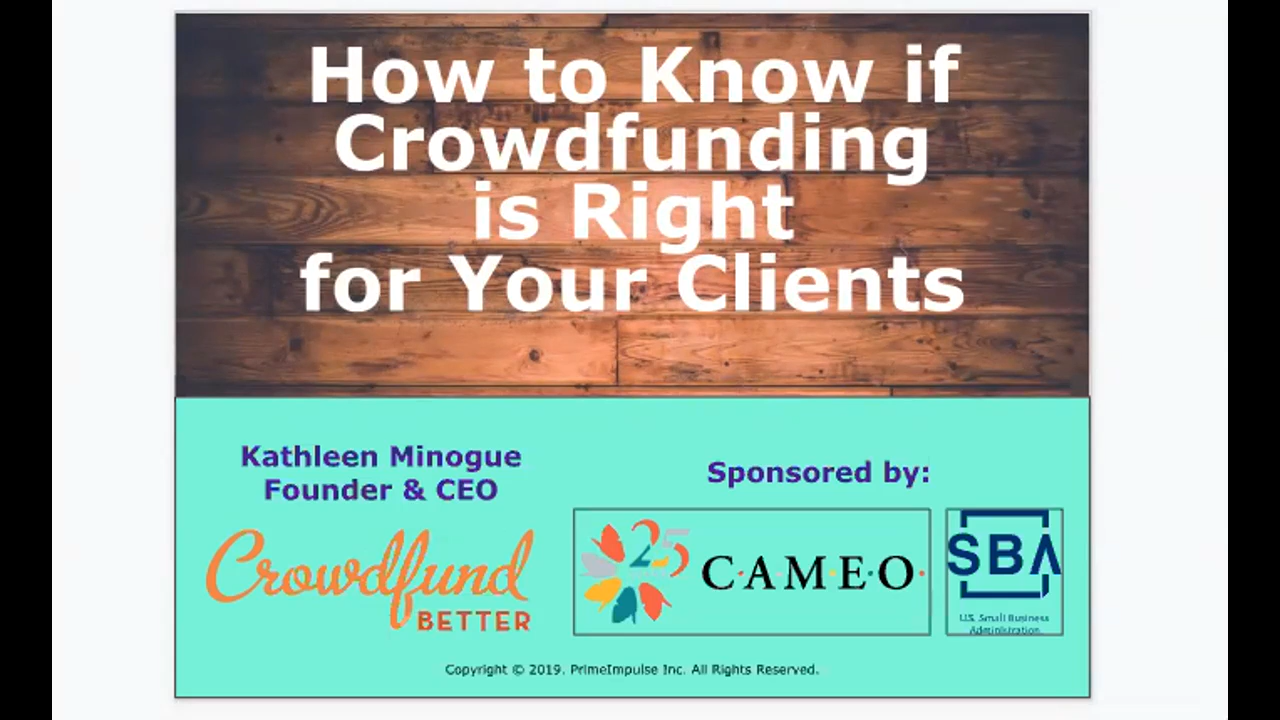 How to Know if
Crowdfunding
is Right
for Your Clients
Kathleen Minogue
Founder & CEO
Crowdfund
BETTER
Sponsored by:
25
C·A·M·E·O·
SBA
U.S. Small Business
Administration
Copyright © 2019. PrimeImpulse Inc. All Rights Reserved.